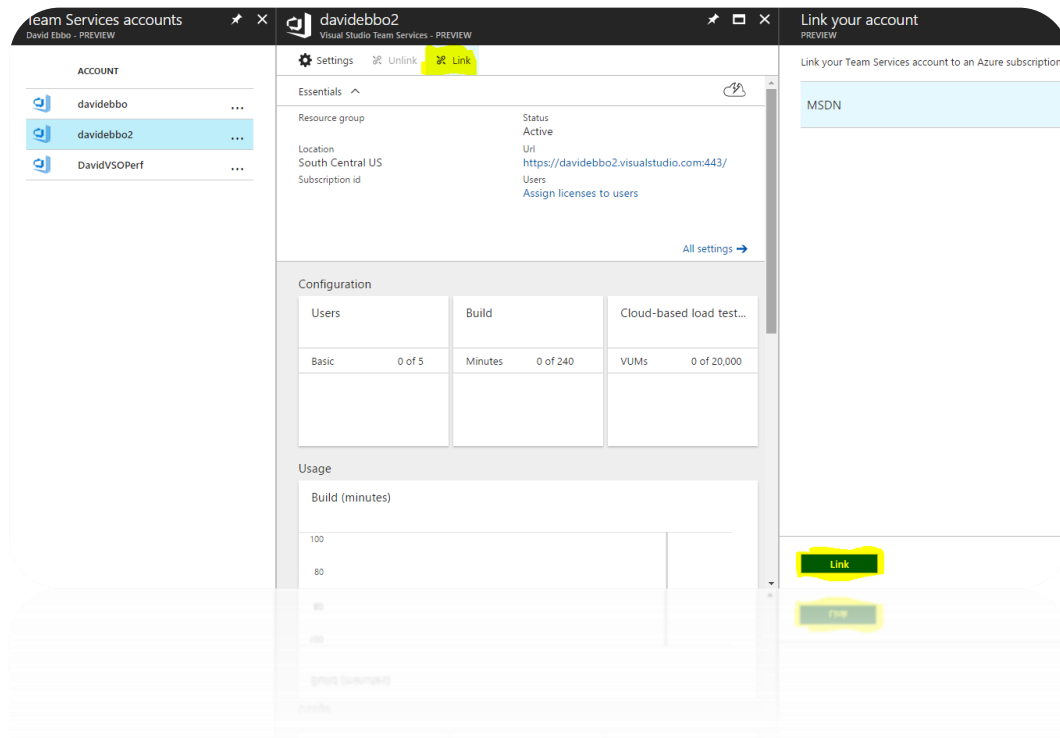 Team Services accounts
David Ebbo - PREVIEW
ACCOUNT
davidebbo
...
davidebbo2
...
DavidVSOPerf
...
davidebbo2
Visual Studio Team Services - PREVIEW
Settings
Unlink
Link
Essentials
Resource group
Status
Active
Location
South Central US
Url
https://davidebbo2.visualstudio.com:443/
Subscription id
Users
Assign licenses to users
All settings
Configuration
Users
Basic 0 of 5
Build
Minutes 0 of 240
Cloud-based load test...
VUMs 0 of 20,000
Usage
Build (minutes)
100
80
Link your account
PREVIEW
Link your Team Services account to an Azure subscription
MSDN
Link